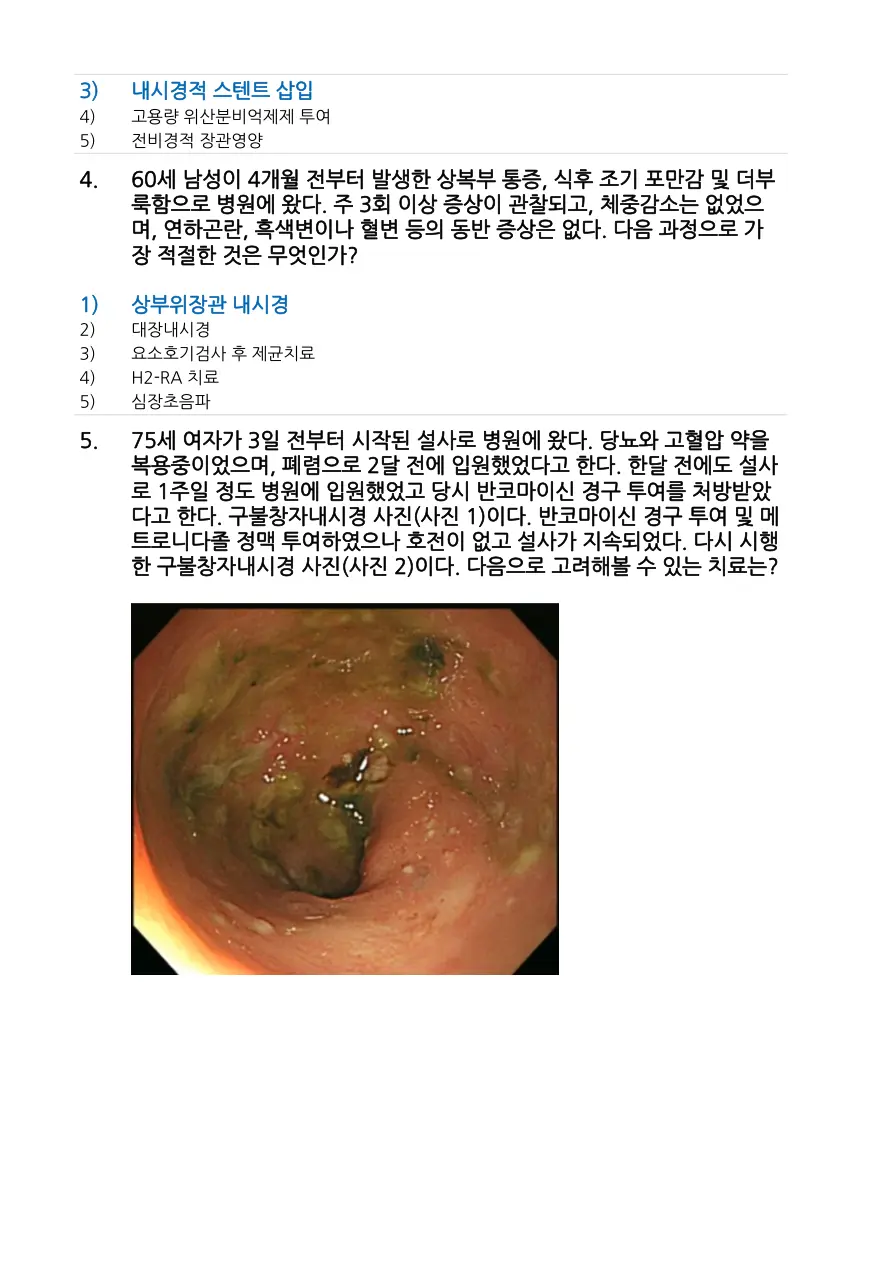 3) 내시경적 스텐트 삽입
4) 고용량 위산분비억제제 투여
5) 전비경적 장관영양
4. 60세 남성이 4개월 전부터 발생한 상복부 통증, 식후 조기 포만감 및 더부
룩함으로 병원에 왔다. 주 3회 이상 증상이 관찰되고, 체중감소는 없었으
며, 연하곤란, 흑색변이나 혈변 등의 동반 증상은 없다. 다음 과정으로 가
장 적절한 것은 무엇인가?
1) 상부위장관 내시경
2) 대장내시경
3) 요소호기검사 후 제균치료
4) H2-RA 치료
5) 심장초음파
5. 75세 여자가 3일 전부터 시작된 설사로 병원에 왔다. 당뇨와 고혈압 약을
복용중이었으며, 폐렴으로 2달 전에 입원했었다고 한다. 한달 전에도 설사
로 1주일 정도 병원에 입원했었고 당시 반코마이신 경구 투여를 처방받았
다고 한다. 구불창자내시경 사진(사진 1)이다. 반코마이신 경구 투여 및 메
트로니다졸 정맥 투여하였으나 호전이 없고 설사가 지속되었다. 다시 시행
한 구불창자내시경 사진(사진 2)이다. 다음으로 고려해볼 수 있는 치료는?